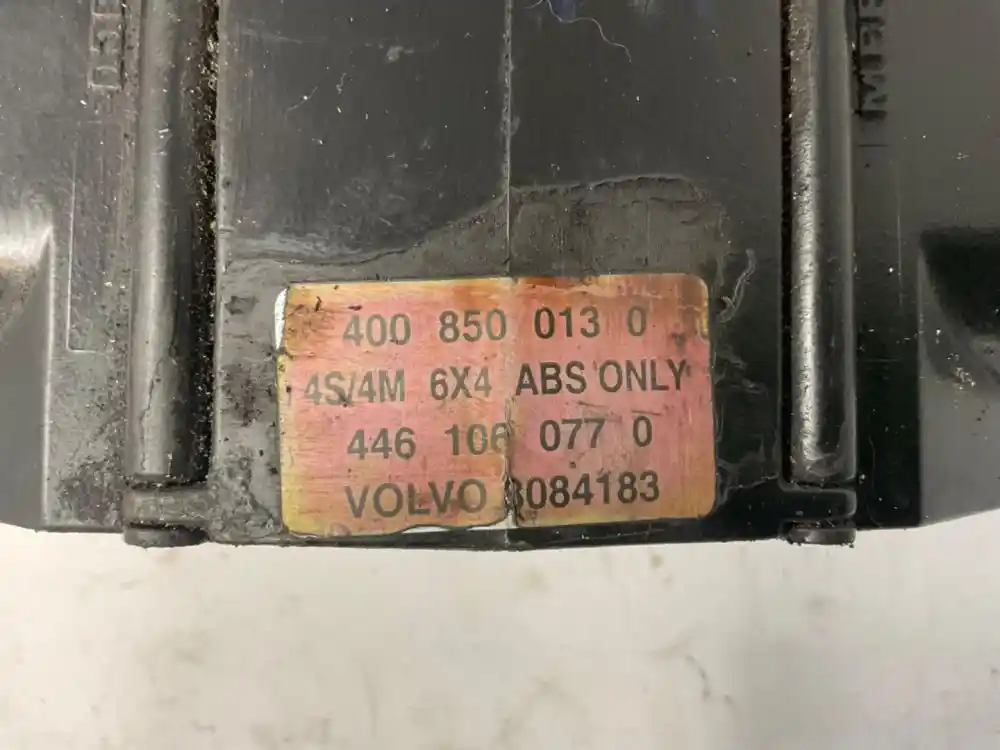 400 850 013 0
4S/4M 6X4 ABS ONLY
446 106 077 0
VOLVO 8084183